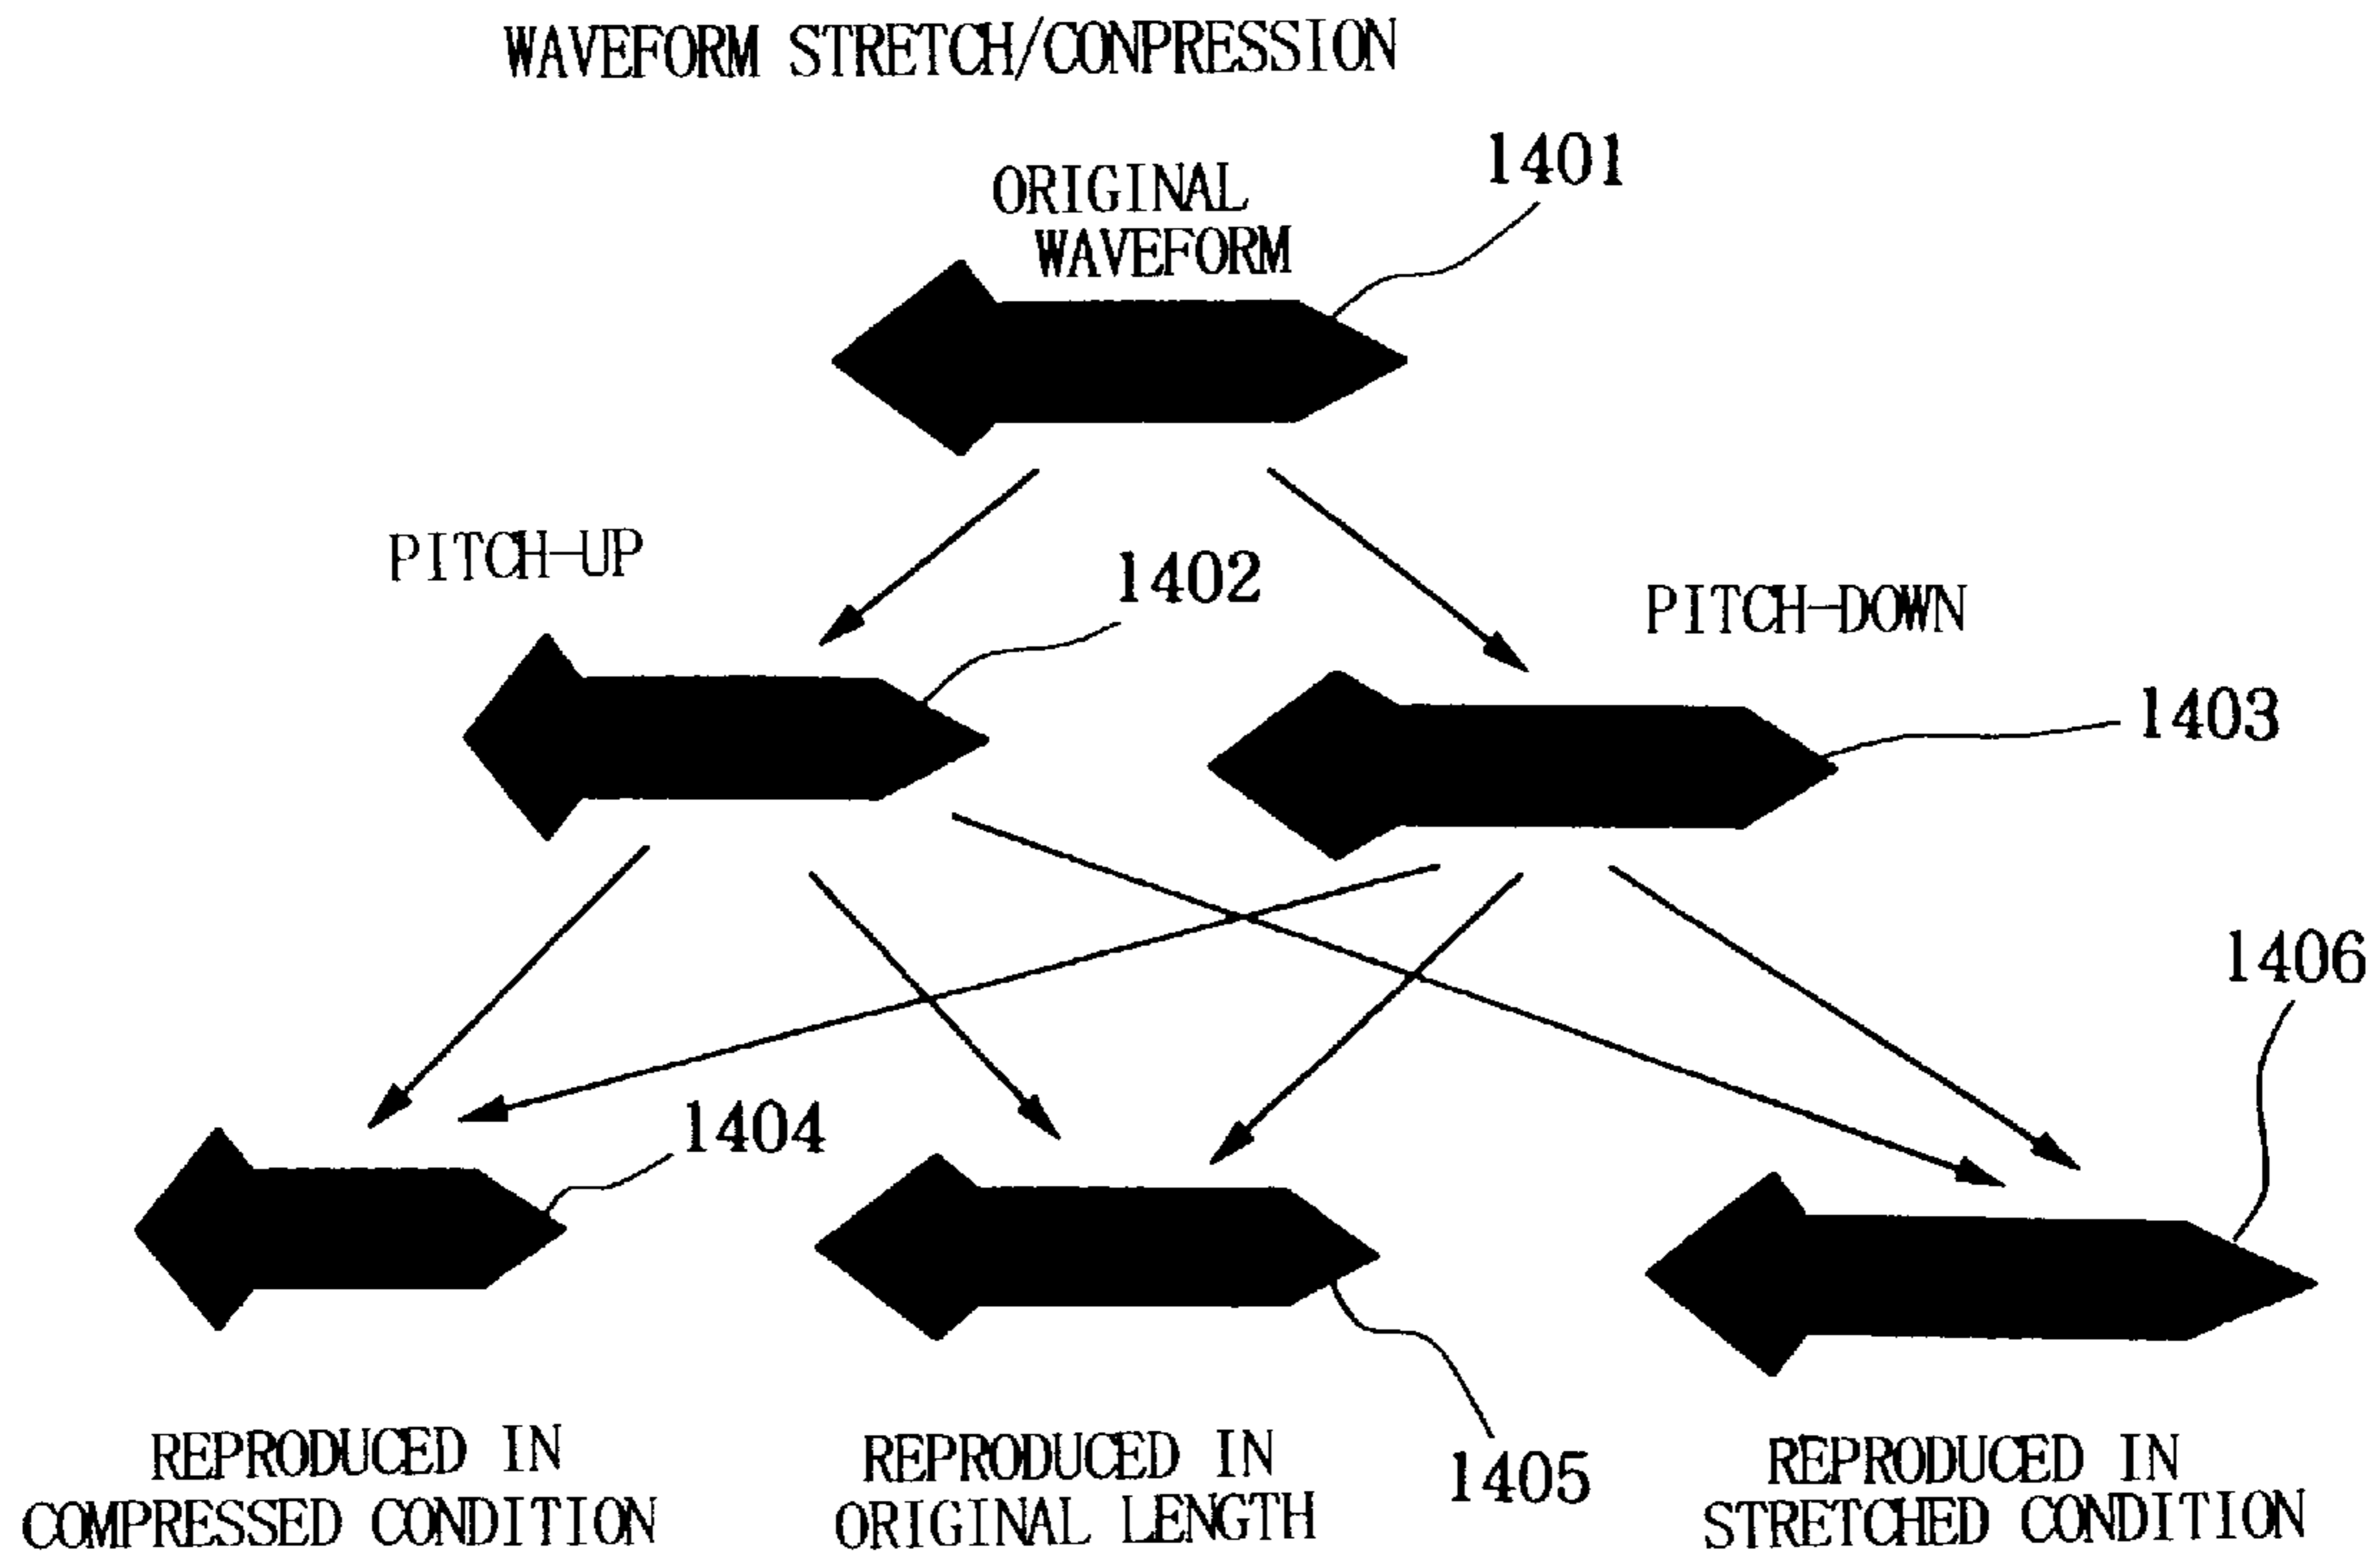 WAVEFORM STRETCH/CONPRESSION
1401
ORIGINAL
WAVEFORM
PITCH-UP
1402
PITCH-DOWN
1403
1406
1404
REPRODUCED IN
COMPRESSED CONDITION
REPRODUCED IN
ORIGINAL LENGTH
1405
REPRODUCED IN
STRETCHED CONDITION